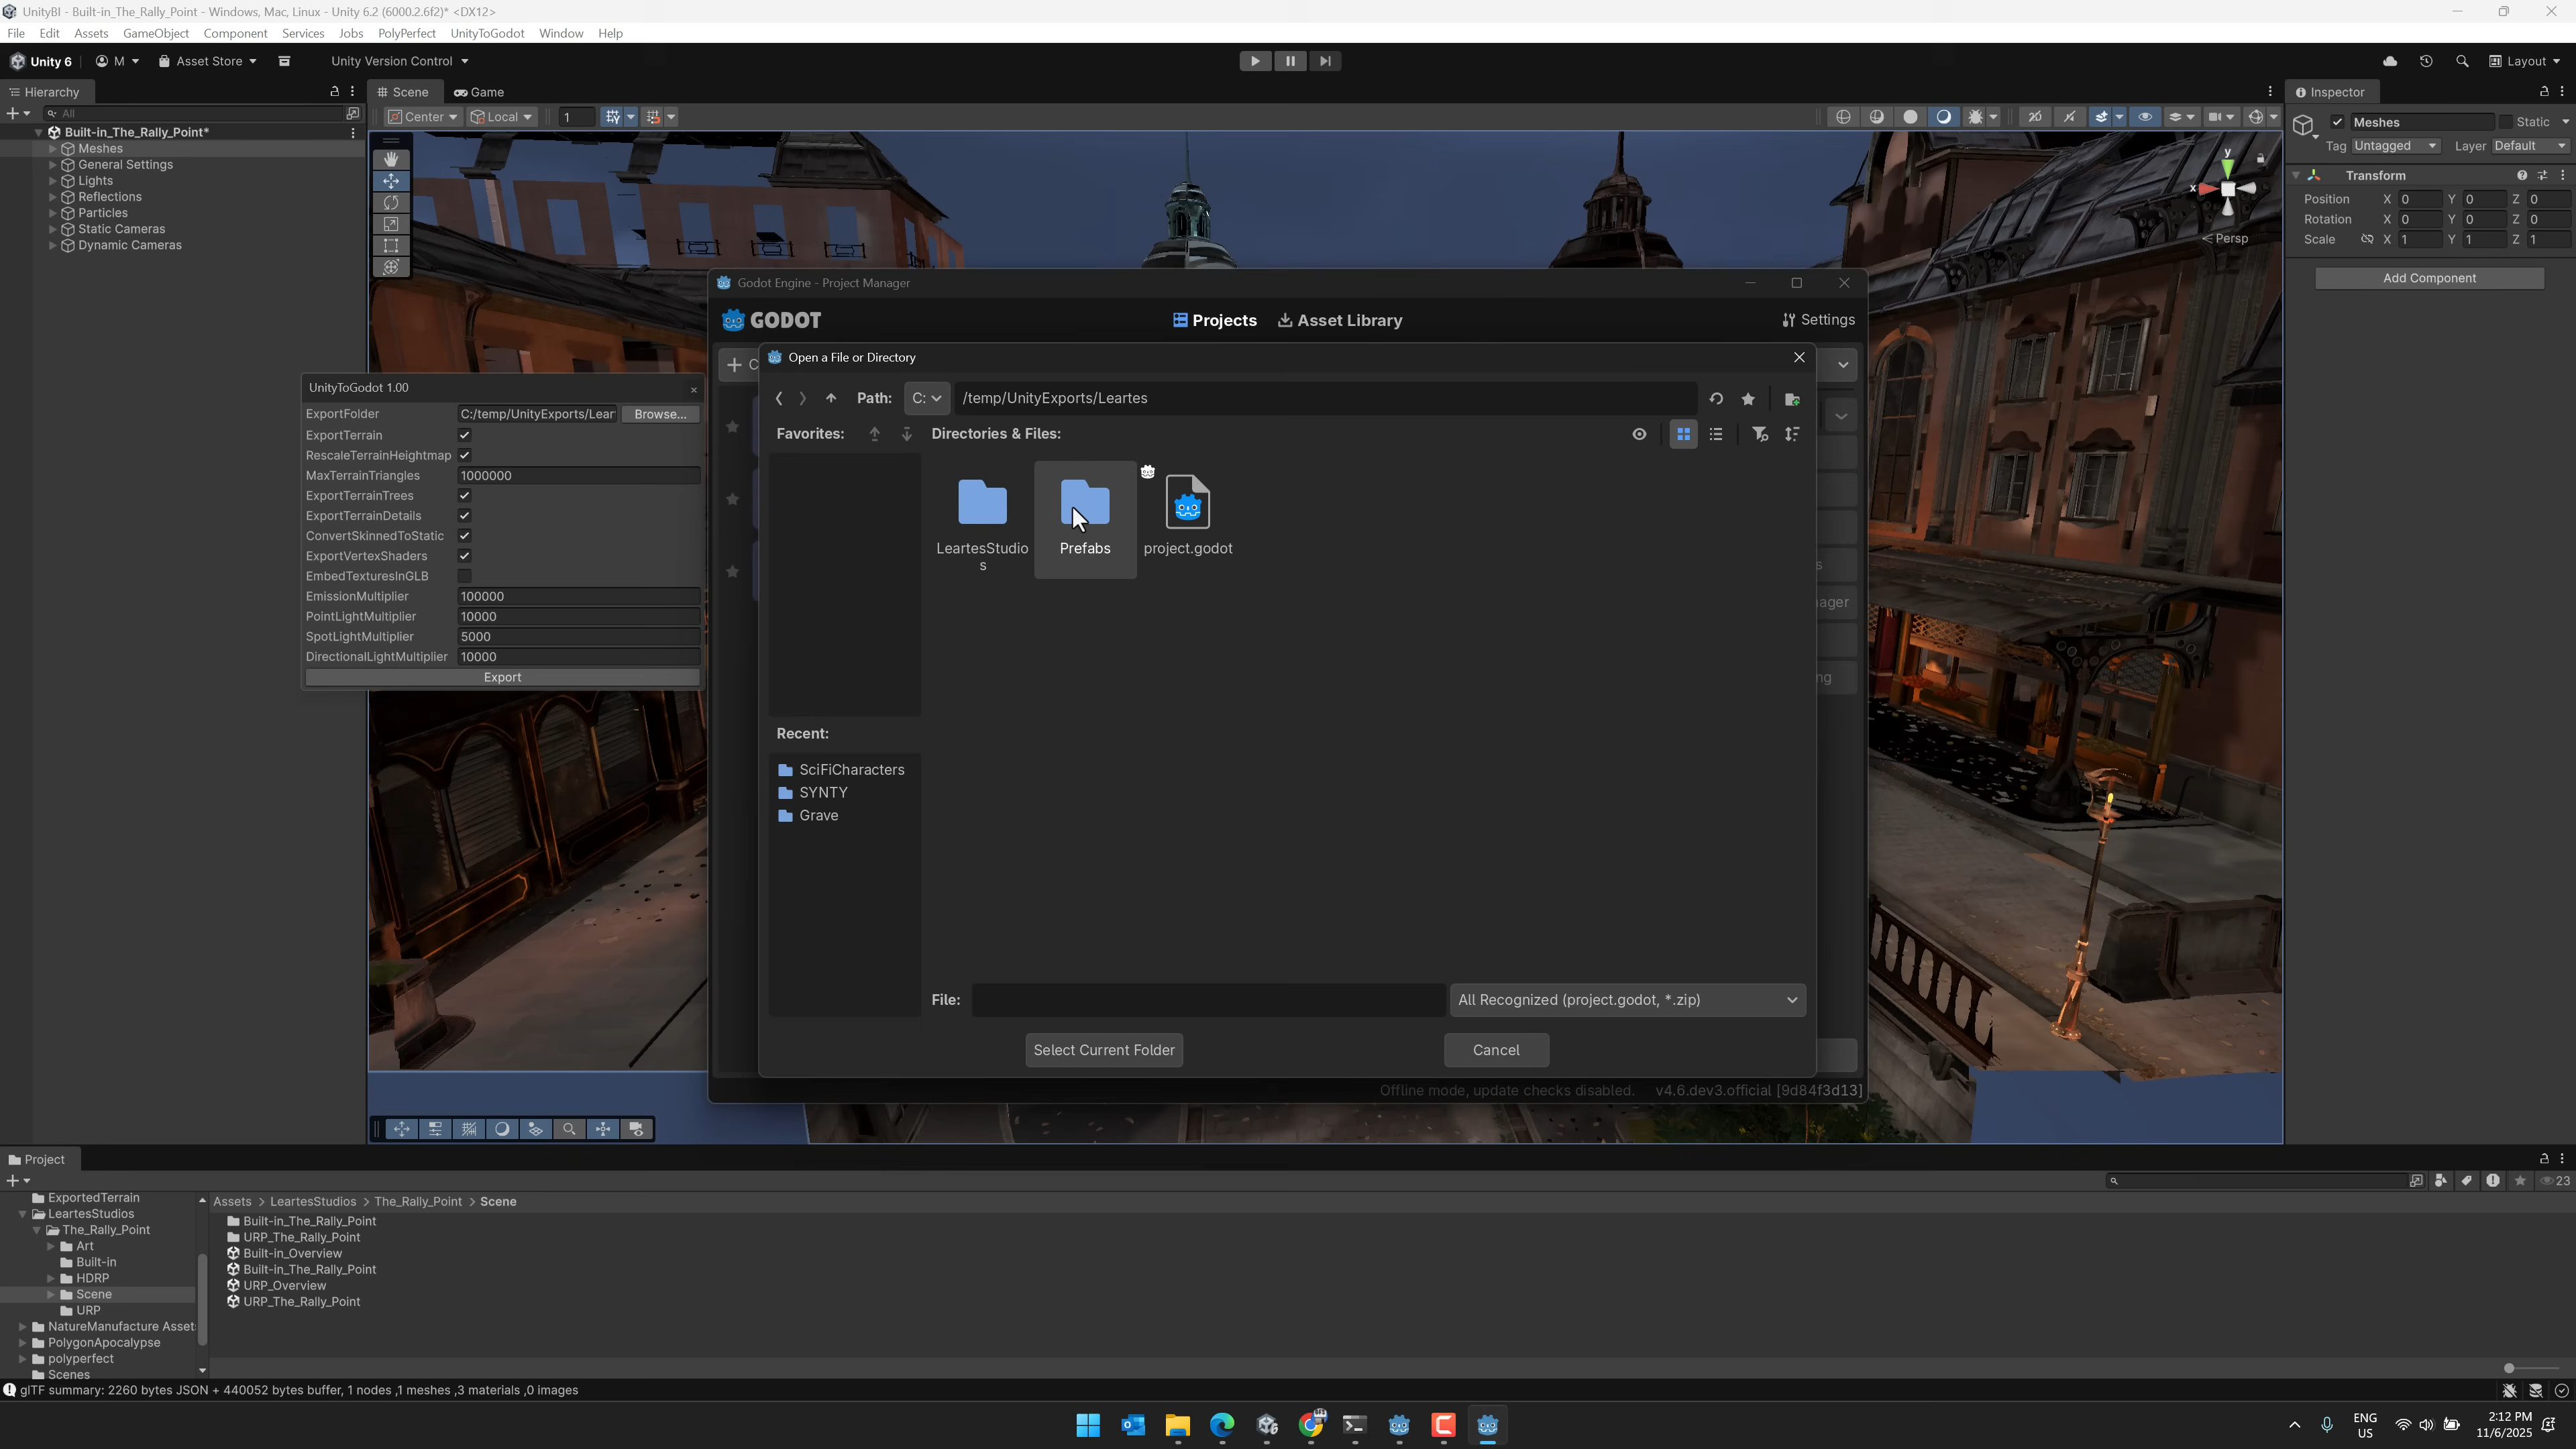 UnityBI - Built-in_The_Rally_Point - Windows, Mac, Linux - Unity 6.2 (6000.2.6f2)* <DX12>
File Edit Assets GameObject Component Services Jobs PolyPerfect UnityToGodot Window Help
Unity 6 M Asset Store Unity Version Control Layout
Hierarchy
All
Built-in_The_Rally_Point*
Meshes
General Settings
Lights
Reflections
Particles
Static Cameras
Dynamic Cameras
Scene Game
Center Local 1
y
x
Persp
Inspector
Meshes Static
Tag Untagged Layer Default
Transform
Position X 0 Y 0 Z 0
Rotation X 0 Y 0 Z 0
Scale X 1 Y 1 Z 1
Add Component
UnityToGodot 1.00
ExportFolder C:/temp/UnityExports/Lear Browse...
ExportTerrain
RescaleTerrainHeightmap
MaxTerrainTriangles 1000000
ExportTerrainTrees
ExportTerrainDetails
ConvertSkinnedToStatic
ExportVertexShaders
EmbedTexturesInGLB
EmissionMultiplier 100000
PointLightMultiplier 10000
SpotLightMultiplier 5000
DirectionalLightMultiplier 10000
Export
Godot Engine - Project Manager
GODOT Projects Asset Library Settings
Open a File or Directory
Path: C: /temp/UnityExports/Leartes
Favorites: Directories & Files:
LeartesStudio
s
Prefabs
project.godot
Recent:
SciFiCharacters
SYNTY
Grave
File: All Recognized (project.godot, *.zip)
Select Current Folder Cancel
Offline mode, update checks disabled. v4.6.dev3.official [9d84f3d13]
Project
23
ExportedTerrain
LeartesStudios
The_Rally_Point
Art
Built-in
HDRP
Scene
URP
NatureManufacture Asset
PolygonApocalypse
polyperfect
Scenes
Assets > LeartesStudios > The_Rally_Point > Scene
Built-in_The_Rally_Point
URP_The_Rally_Point
Built-in_Overview
Built-in_The_Rally_Point
URP_Overview
URP_The_Rally_Point
glTF summary: 2260 bytes JSON + 440052 bytes buffer, 1 nodes ,1 meshes ,3 materials ,0 images
ENG
US
2:12 PM
11/6/2025